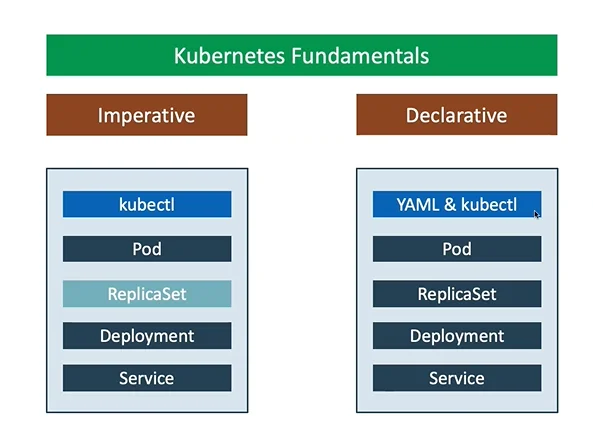 Kubernetes Fundamentals
Imperative
Declarative
kubectl
Pod
ReplicaSet
Deployment
Service
YAML & kubectl
Pod
ReplicaSet
Deployment
Service